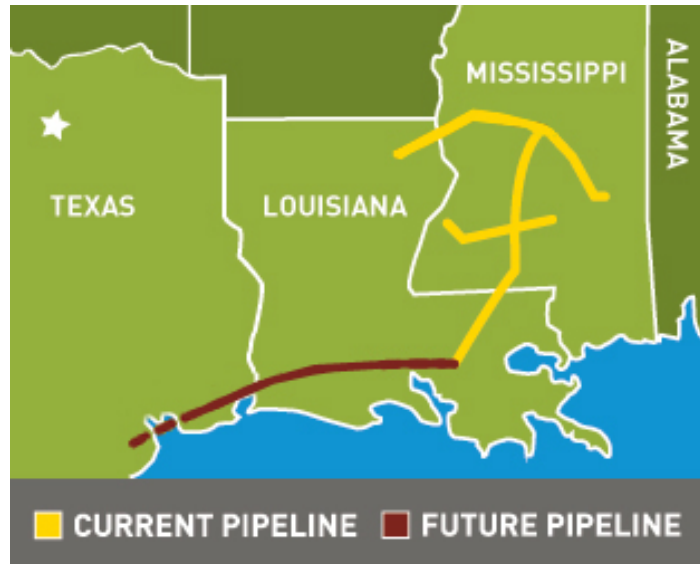 MISSISSIPPI
ALABAMA
TEXAS
LOUISIANA
CURRENT PIPELINE
FUTURE PIPELINE